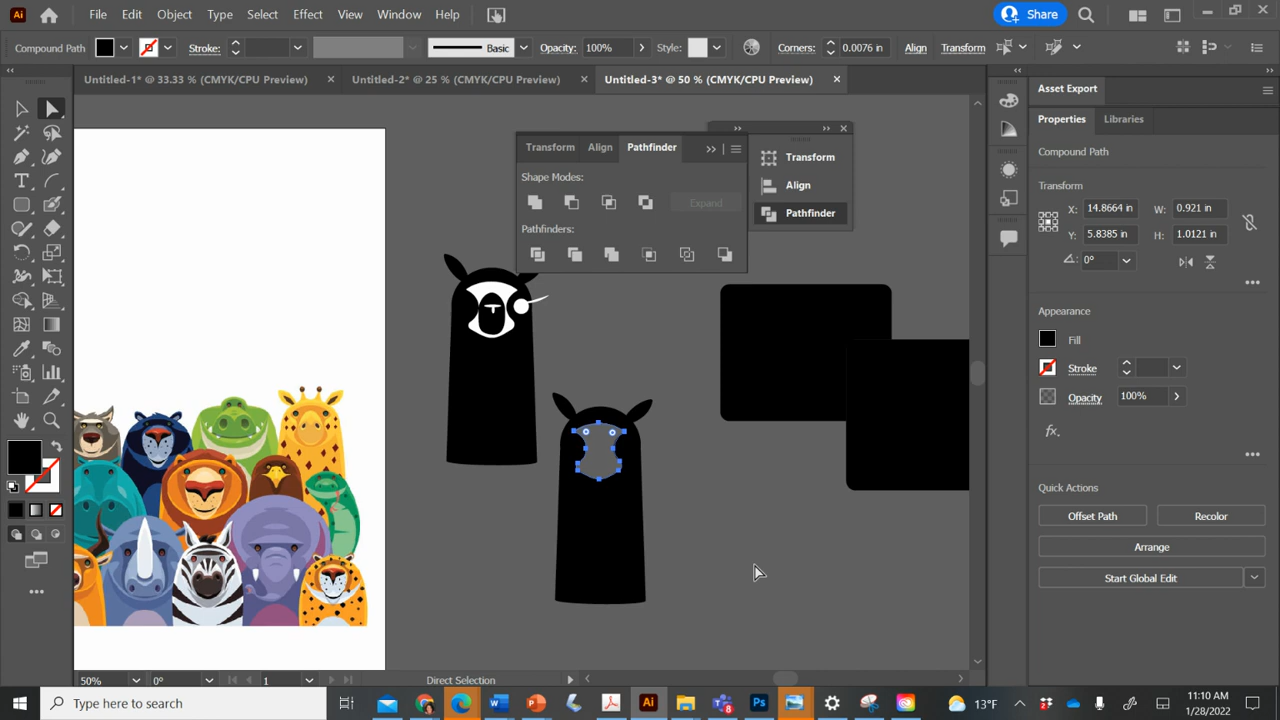 Ai File Edit Object Type Select Effect View Window Help Share
Compound Path Stroke: Basic Opacity: 100% Style: Corners: 0.0076 in Align Transform
Untitled-1* @ 33.33 % (CMYK/CPU Preview) × Untitled-2* @ 25 % (CMYK/CPU Preview) × Untitled-3* @ 50 % (CMYK/CPU Preview) ×
Asset Export
Properties Libraries
Transform Align Pathfinder
Shape Modes:
Expand
Pathfinders:
Transform
Align
Pathfinder
Compound Path
Transform
X: 14.8664 in W: 0.921 in
Y: 5.8385 in H: 1.0121 in
0°
Appearance
Fill
Stroke
Opacity 100%
fx.
Quick Actions
Offset Path Recolor
Arrange
Start Global Edit
50% 0° 1 Direct Selection
Type here to search
Ai Ps 13°F
11:10 AM
1/28/2022